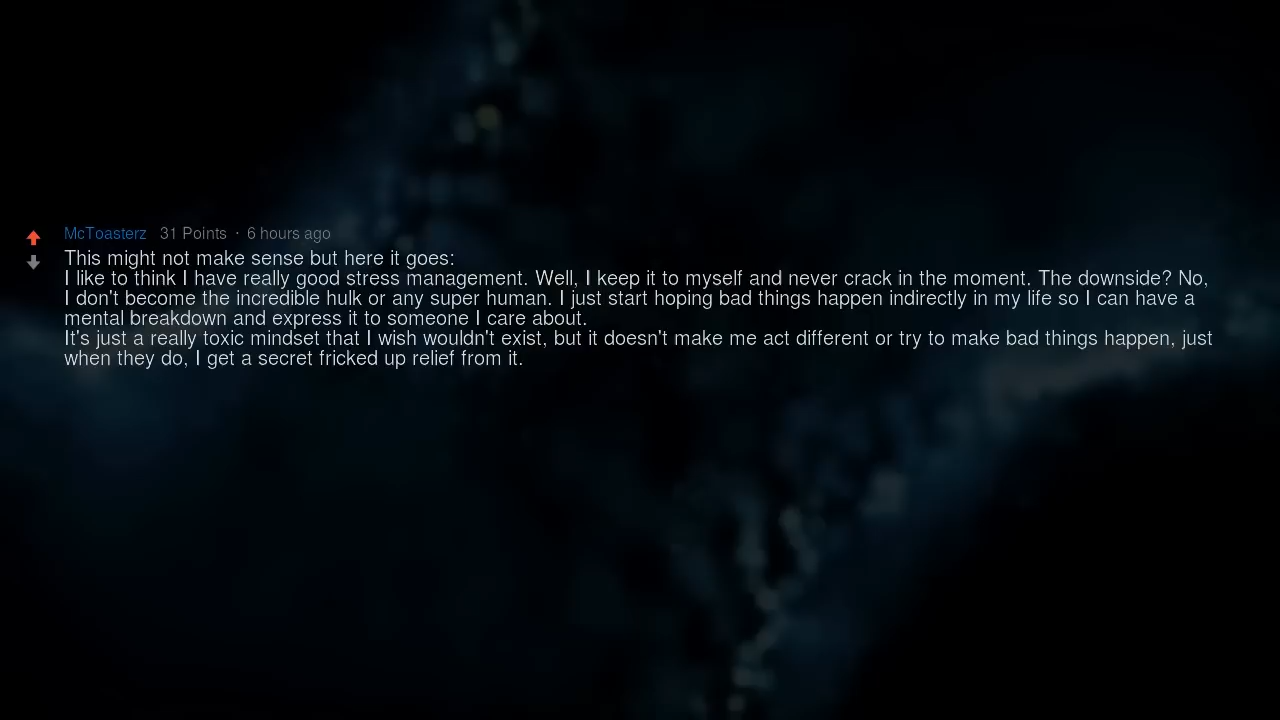 McToasterz 31 Points · 6 hours ago
This might not make sense but here it goes:
I like to think I have really good stress management. Well, I keep it to myself and never crack in the moment. The downside? No,
I don't become the incredible hulk or any super human. I just start hoping bad things happen indirectly in my life so I can have a
mental breakdown and express it to someone I care about.
It's just a really toxic mindset that I wish wouldn't exist, but it doesn't make me act different or try to make bad things happen, just
when they do, I get a secret fricked up relief from it.